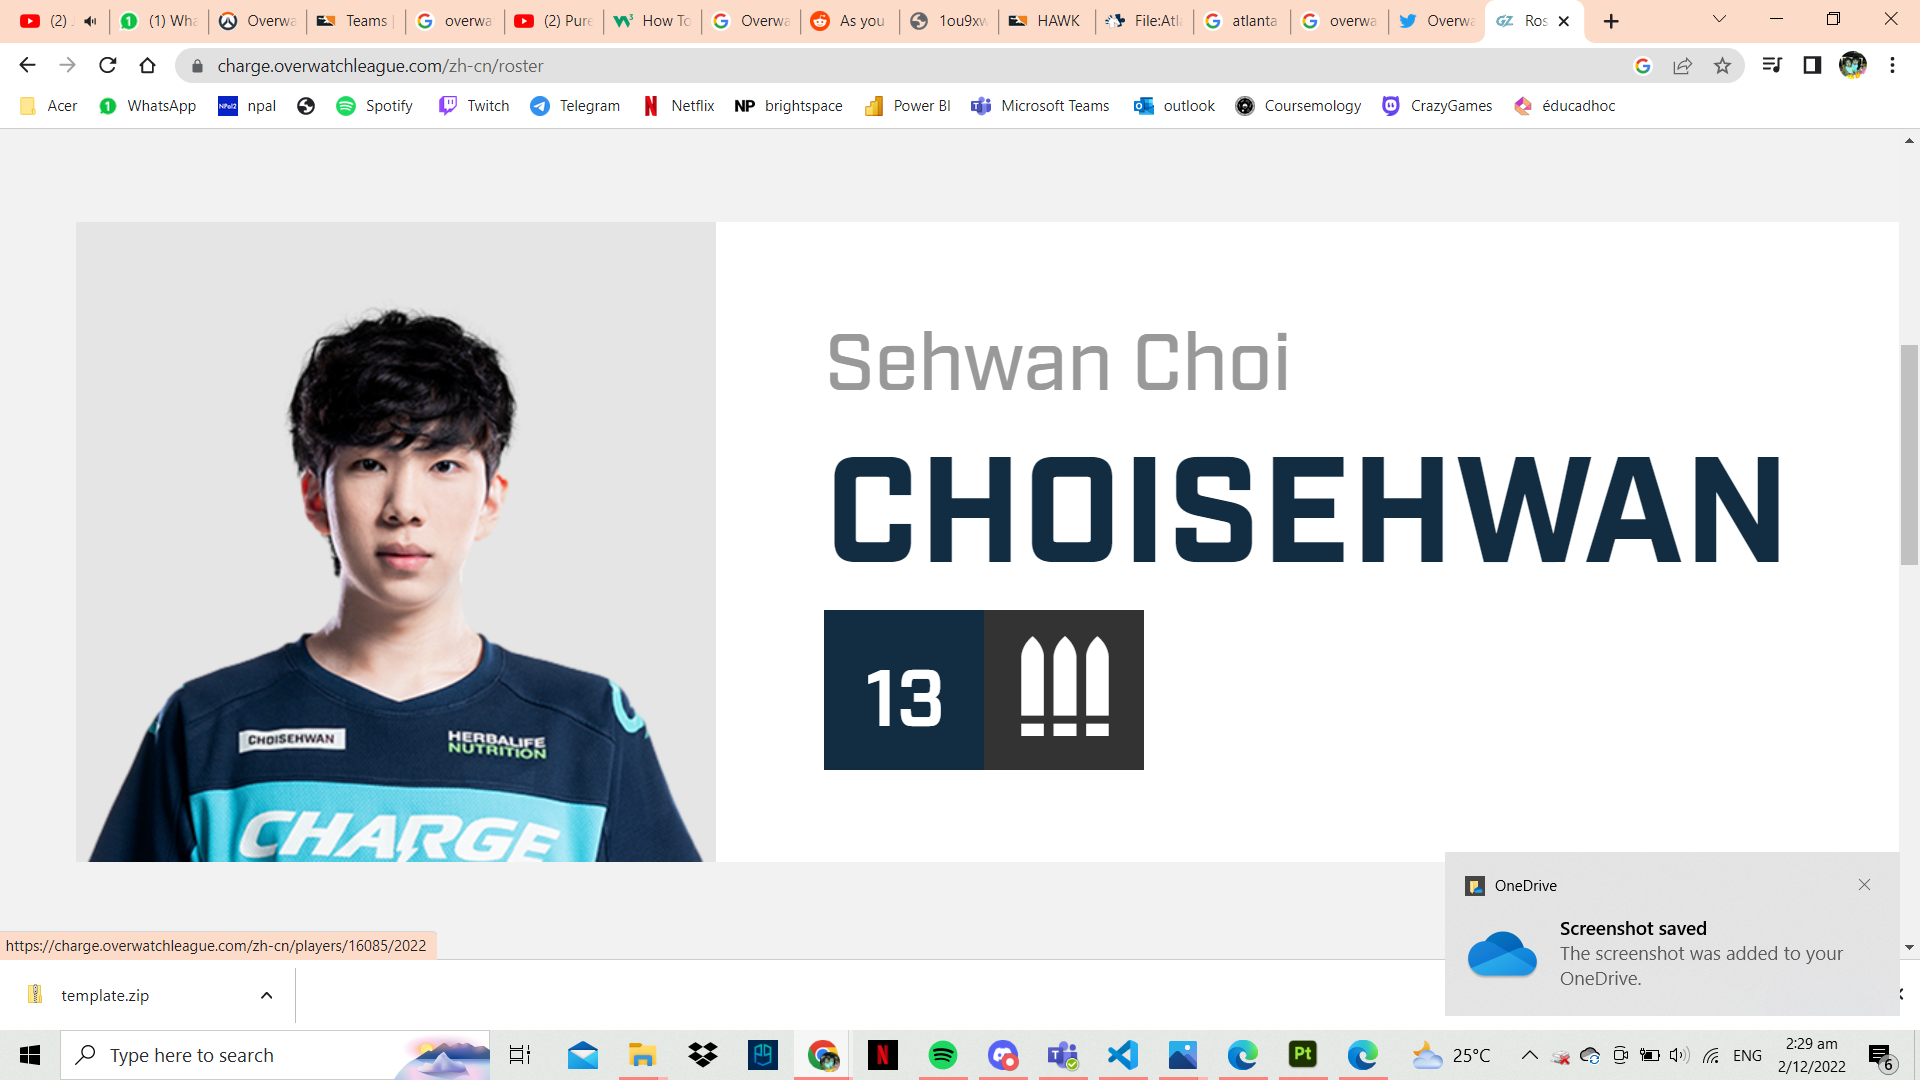 (2)
(1) Wha
Overwa
Teams
overwa
(2) Pure
How To
Overwa
As you
1ou9xw
HAWK
File:Atla
atlanta
overwa
Overwa
Ros
charge.overwatchleague.com/zh-cn/roster
Acer
WhatsApp
npal
Spotify
Twitch
Telegram
Netflix
NP brightspace
Power BI
Microsoft Teams
outlook
Coursemology
CrazyGames
éducadhoc
Sehwan Choi
CHOISEHWAN
13
CHOISEHWAN
HERBALIFE
NUTRITION
CHARGE
OneDrive
Screenshot saved
The screenshot was added to your
OneDrive.
https://charge.overwatchleague.com/zh-cn/players/16085/2022
template.zip
Type here to search
Pt
25°C
ENG
2:29 am
2/12/2022
6